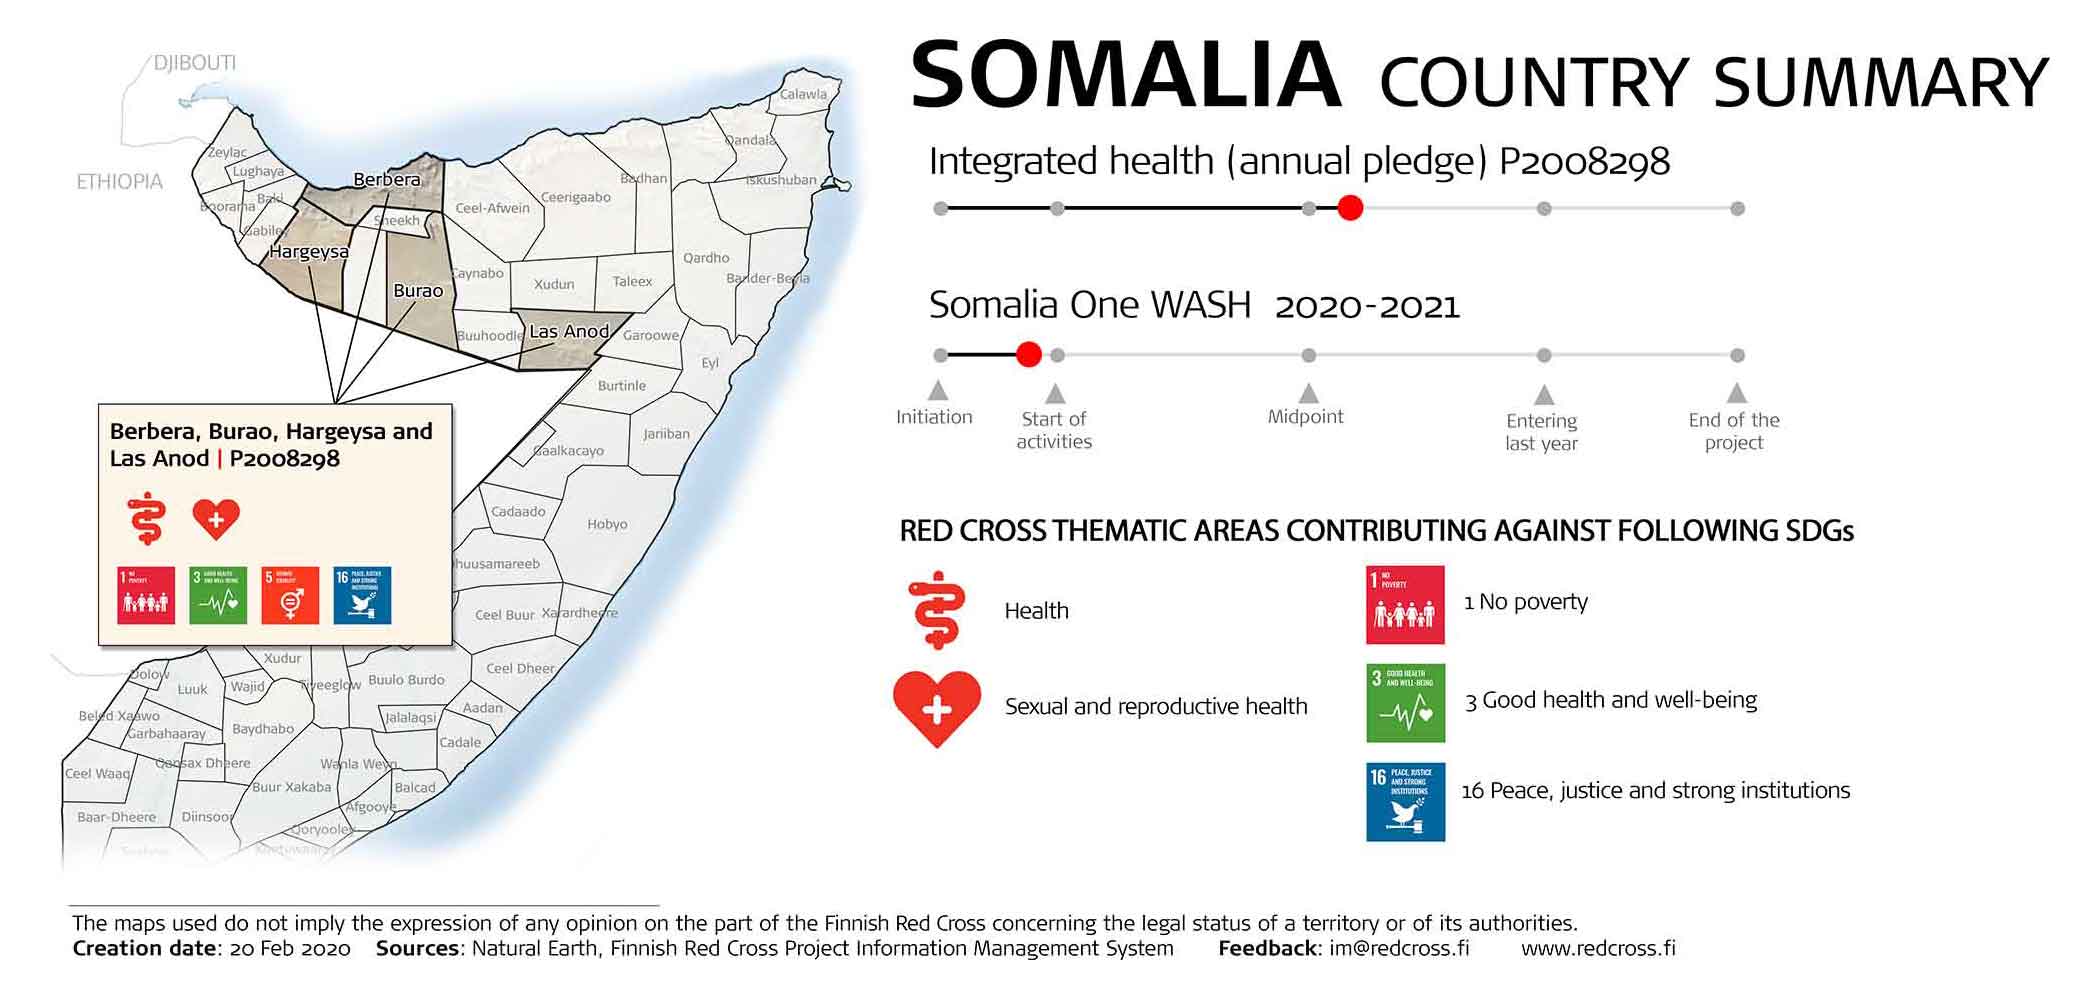 SOMALIA COUNTRY SUMMARY
Integrated health (annual pledge) P2008298
Somalia One WASH 2020-2021
Initiation
Start of
activities
Midpoint
Entering
last year
End of the
project
RED CROSS THEMATIC AREAS CONTRIBUTING AGAINST FOLLOWING SDGs
Health
Sexual and reproductive health
1 NO
POVERTY
1 No poverty
3 GOOD HEALTH
AND WELL-BEING
3 Good health and well-being
16 PEACE, JUSTICE
AND STRONG
INSTITUTIONS
16 Peace, justice and strong institutions
DJIBOUTI
ETHIOPIA
Calawla
Qandala
Iskushuban
Zeylac
Lughaya
Baki
Boorama
Gabiley
Berbera
Sheekh
Hargeysa
Burao
Ceel-Afwein
Ceerigaabo
Badhan
Caynabo
Xudun
Taleex
Qardho
Bander-Beyla
Buuhoodle
Las Anod
Garoowe
Eyl
Burtinle
Jariiban
Gaalkacayo
Cadaado
Hobyo
Dhuusamareeb
Ceel Buur
Xarardheere
Ceel Dheer
Berbera, Burao, Hargeysa and
Las Anod | P2008298
1 NO
POVERTY
3 GOOD HEALTH
AND WELL-BEING
5 GENDER
EQUALITY
16 PEACE, JUSTICE
AND STRONG
INSTITUTIONS
Xudur
Dolow
Luuk
Wajid
Tiyeeglow
Buulo Burdo
Beled Xaawo
Garbahaaray
Baydhabo
Jalalaqsi
Aadan
Cadale
Ceel Waaq
Qansax Dheere
Wanla Weyn
Buur Xakaba
Balcad
Afgooye
Baar-Dheere
Diinsoor
Qoryooley
The maps used do not imply the expression of any opinion on the part of the Finnish Red Cross concerning the legal status of a territory or of its authorities.
Creation date: 20 Feb 2020 Sources: Natural Earth, Finnish Red Cross Project Information Management System Feedback: im@redcross.fi www.redcross.fi